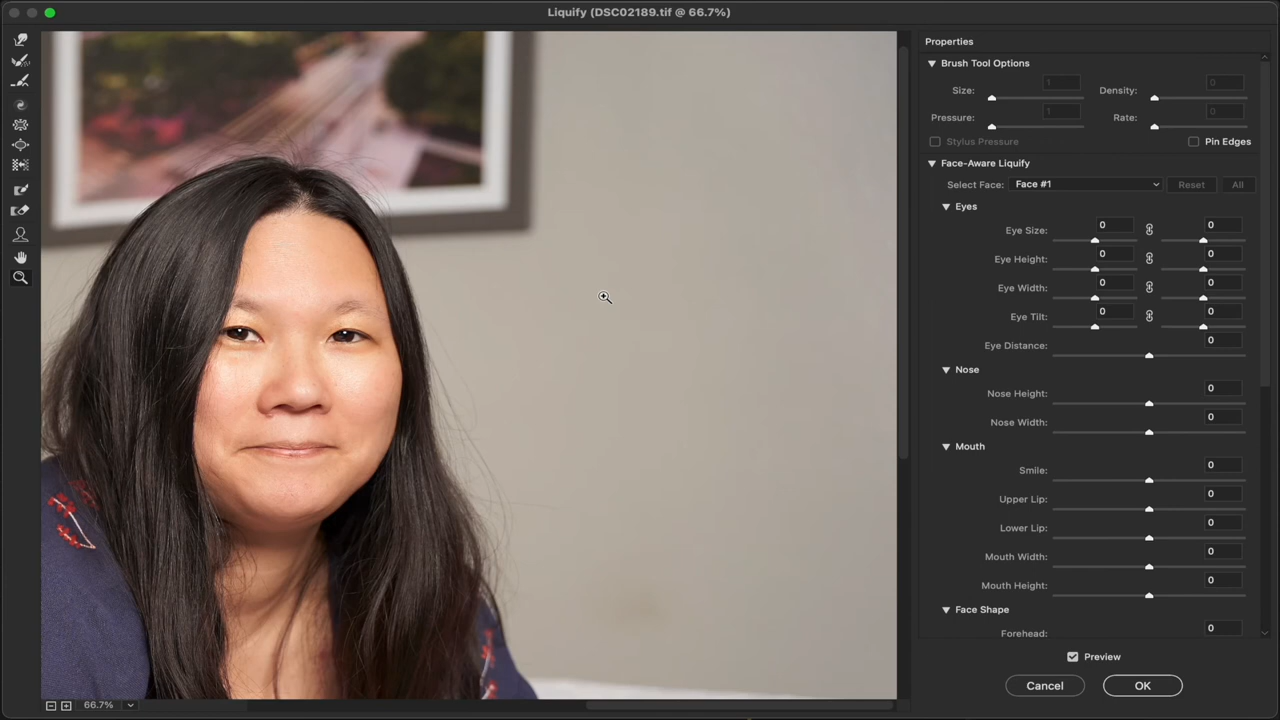 Liquify (DSC02189.tif @ 66.7%)
Properties
Brush Tool Options
Size: 1 Density: 0
Pressure: 1 Rate: 0
Stylus Pressure Pin Edges
Face-Aware Liquify
Select Face: Face #1 Reset All
Eyes
Eye Size: 0 0
Eye Height: 0 0
Eye Width: 0 0
Eye Tilt: 0 0
Eye Distance: 0
Nose
Nose Height: 0
Nose Width: 0
Mouth
Smile: 0
Upper Lip: 0
Lower Lip: 0
Mouth Width: 0
Mouth Height: 0
Face Shape
Forehead: 0
Preview
Cancel OK
66.7%